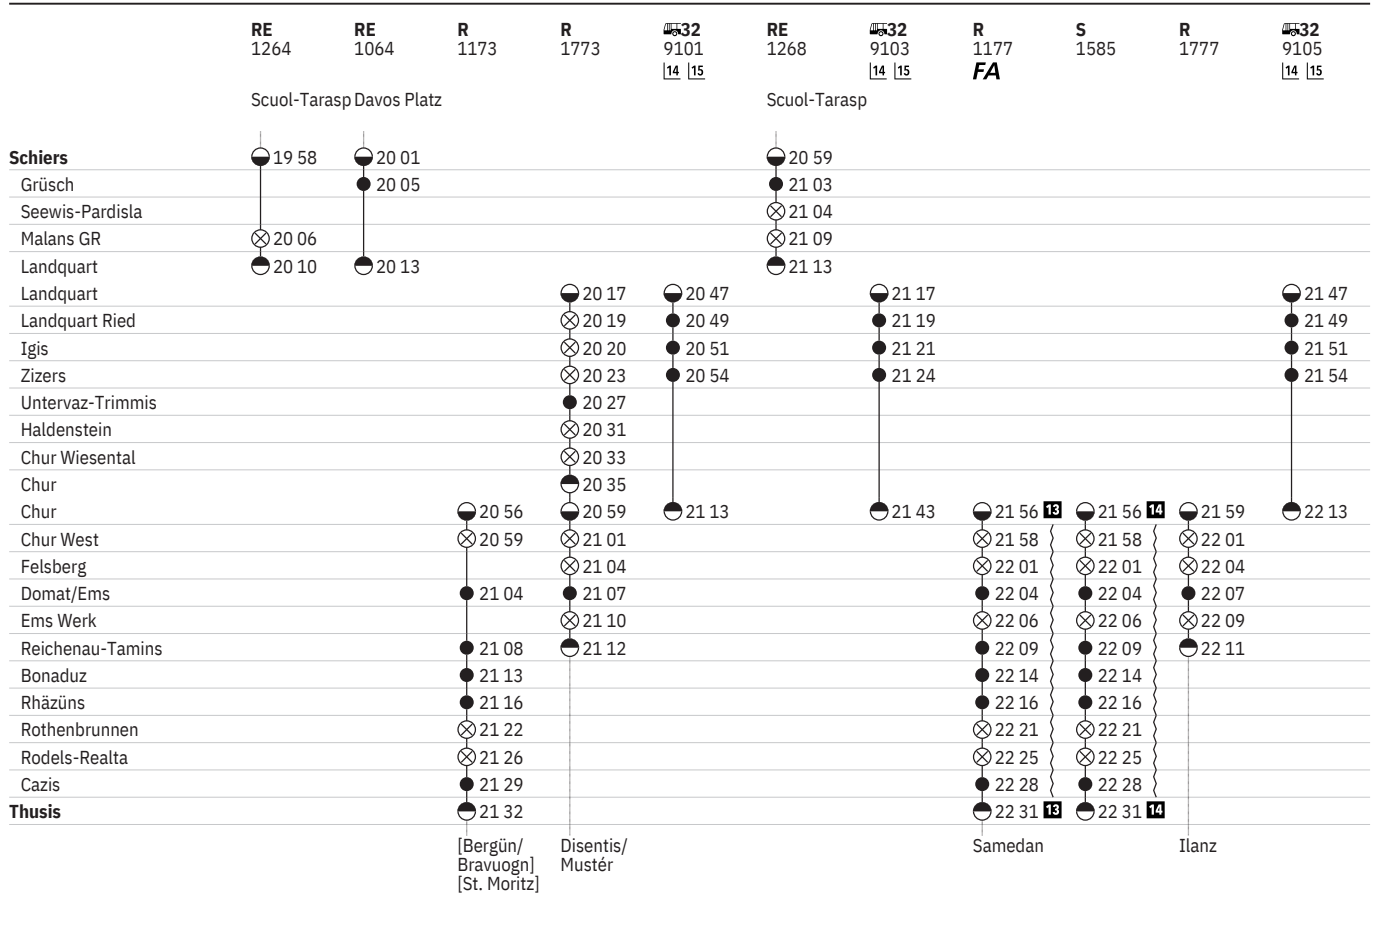 RE RE R R 32 RE 32 R S R 32
1264 1064 1173 1773 9101 1268 9103 1177 1585 1777 9105
14 15 14 15 FA 14 15
Scuol-Tarasp Davos Platz Scuol-Tarasp
Schiers 19 58 20 01 20 59
Grüsch 20 05 21 03
Seewis-Pardisla 21 04
Malans GR 20 06 21 09
Landquart 20 10 20 13 21 13
Landquart 20 17 20 47 21 17 21 47
Landquart Ried 20 19 20 49 21 19 21 49
Igis 20 20 20 51 21 21 21 51
Zizers 20 23 20 54 21 24 21 54
Untervaz-Trimmis 20 27
Haldenstein 20 31
Chur Wiesental 20 33
Chur 20 35
Chur 20 56 20 59 21 13 21 43 21 56 13 21 56 14 21 59 22 13
Chur West 20 59 21 01 21 58 21 58 22 01
Felsberg 21 04 22 01 22 01 22 04
Domat/Ems 21 04 21 07 22 04 22 04 22 07
Ems Werk 21 10 22 06 22 06 22 09
Reichenau-Tamins 21 08 21 12 22 09 22 09 22 11
Bonaduz 21 13 22 14 22 14
Rhäzüns 21 16 22 16 22 16
Rothenbrunnen 21 22 22 21 22 21
Rodels-Realta 21 26 22 25 22 25
Cazis 21 29 22 28 22 28
Thusis 21 32 22 31 13 22 31 14
[Bergün/ Disentis/ Samedan Ilanz
Bravuogn] Mustér
[St. Moritz]